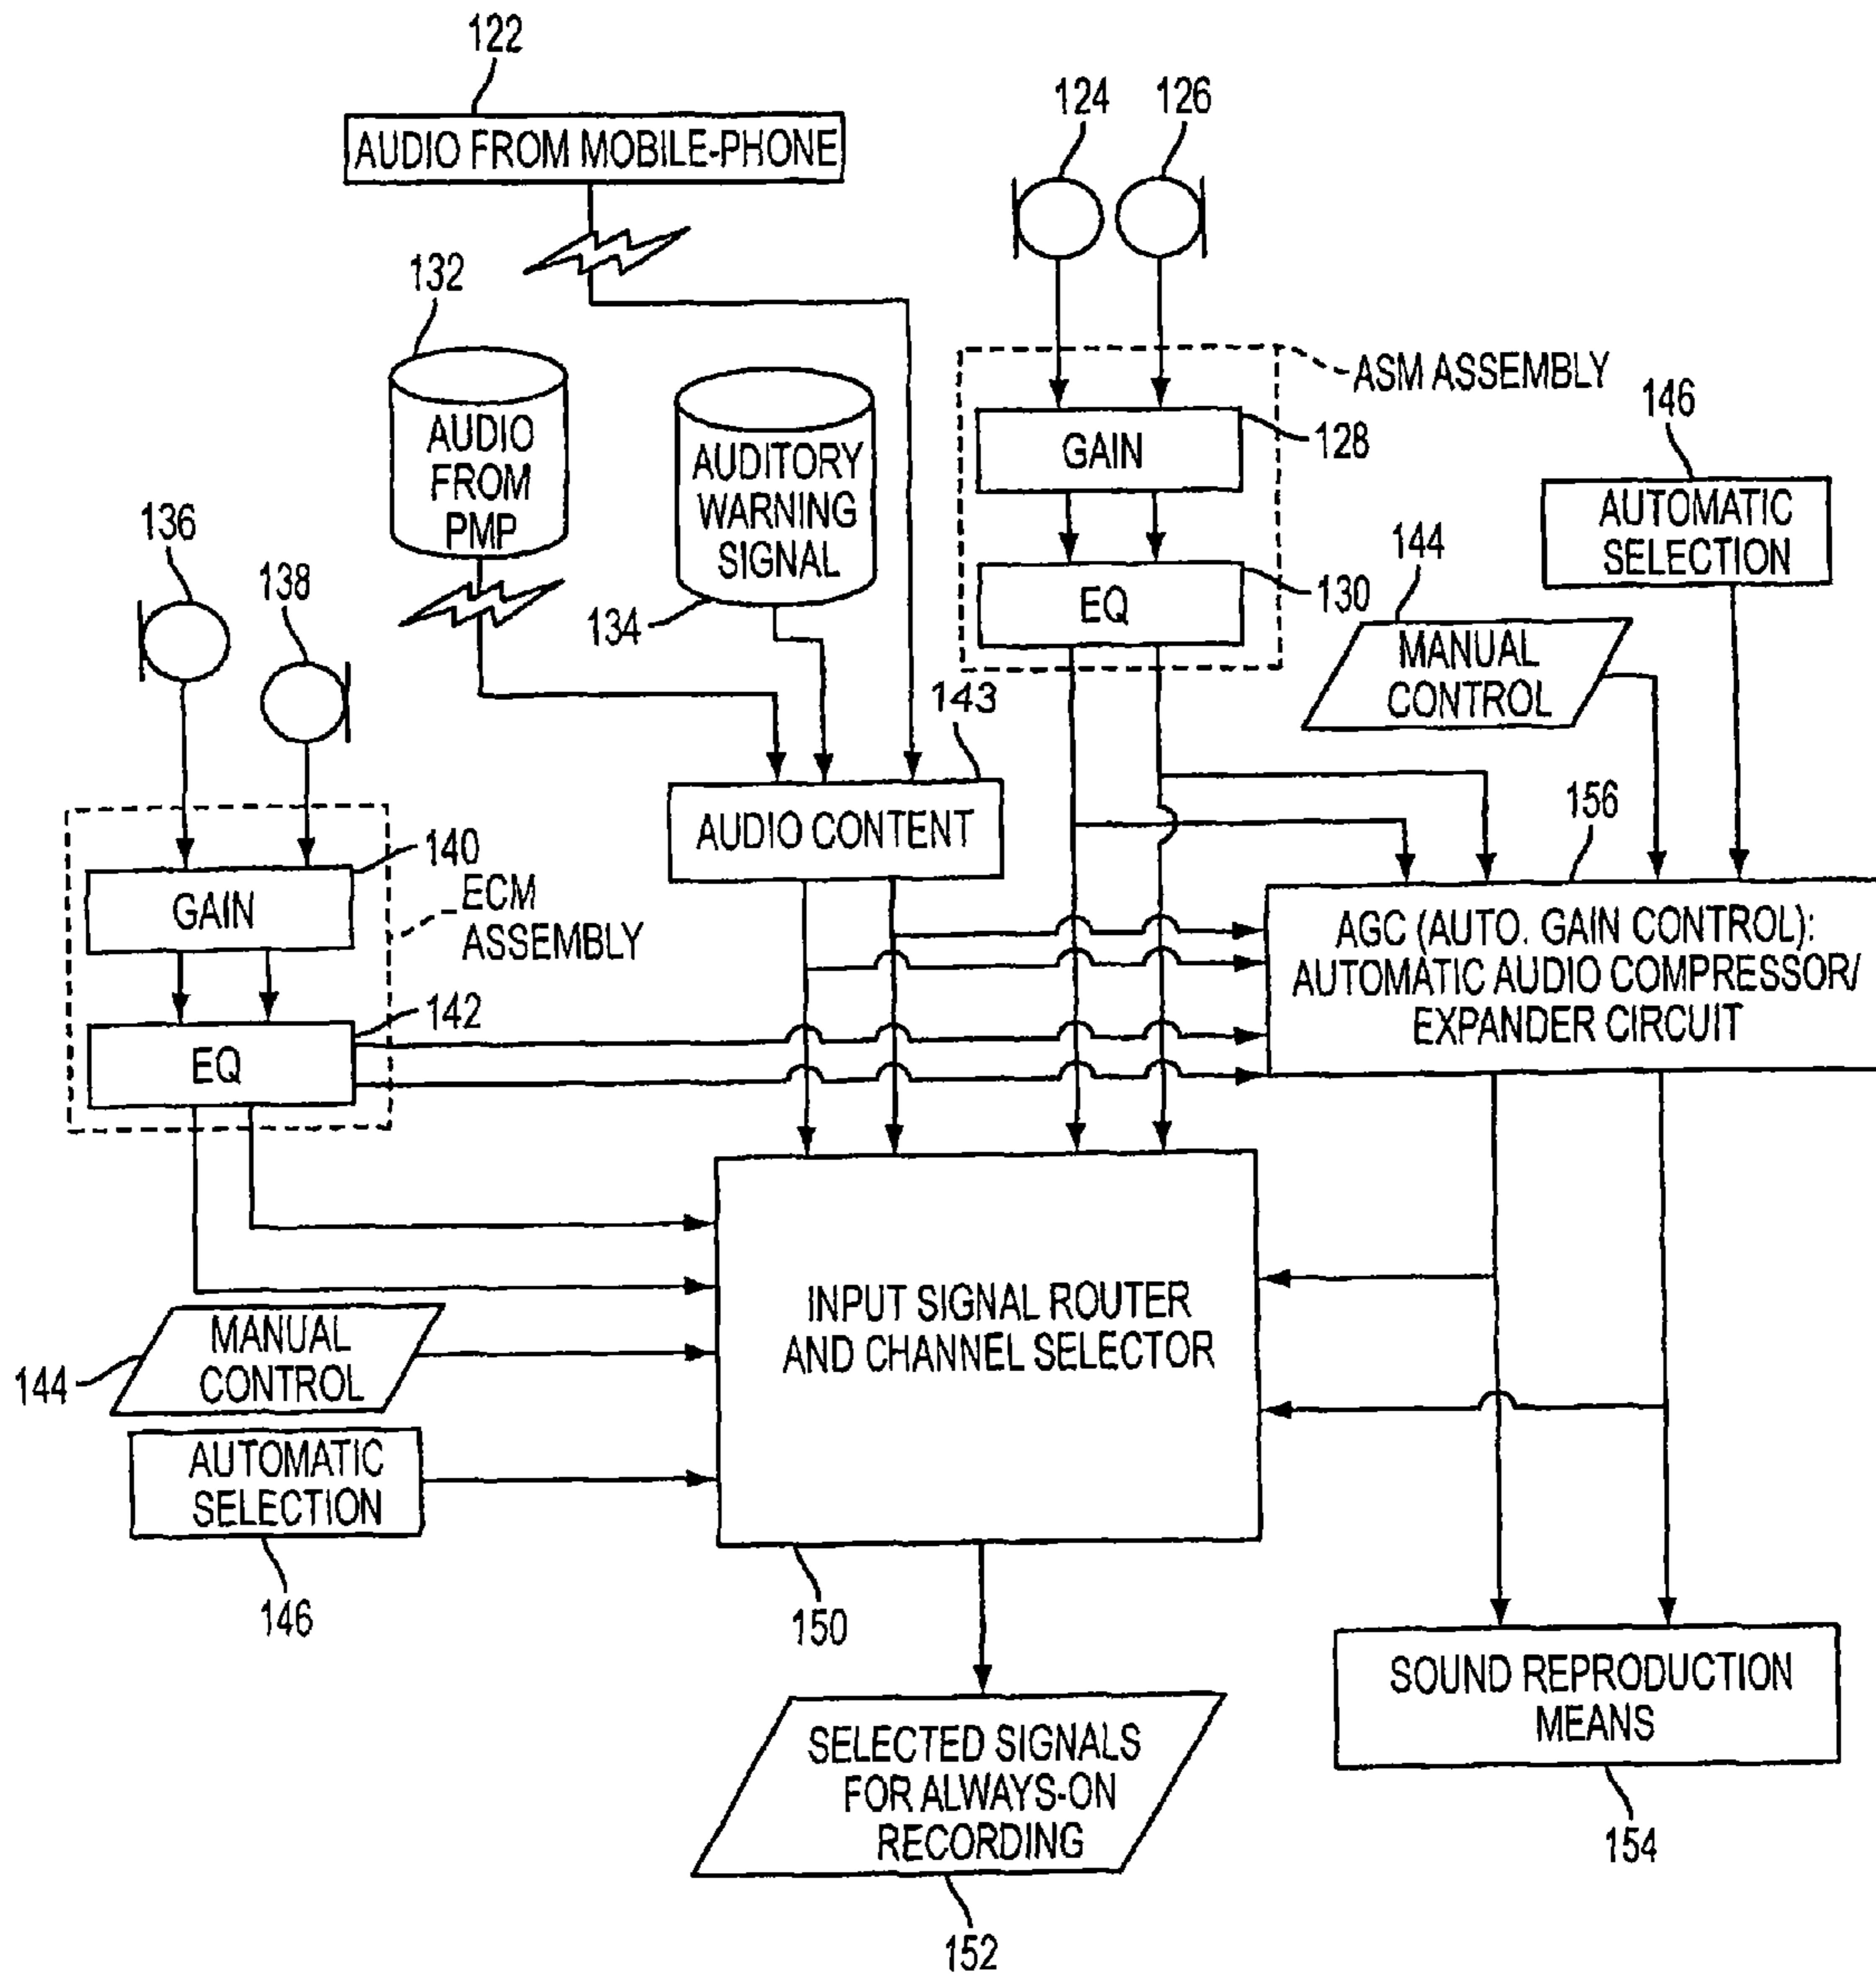 122
AUDIO FROM MOBILE-PHONE
124
126
132
AUDIO
FROM
PMP
AUDITORY
WARNING
SIGNAL
134
ASM ASSEMBLY
GAIN
128
EQ
130
146
AUTOMATIC
SELECTION
144
MANUAL
CONTROL
136
138
143
AUDIO CONTENT
156
AGC (AUTO. GAIN CONTROL):
AUTOMATIC AUDIO COMPRESSOR/
EXPANDER CIRCUIT
140
GAIN
ECM
ASSEMBLY
142
EQ
INPUT SIGNAL ROUTER
AND CHANNEL SELECTOR
MANUAL
CONTROL
144
AUTOMATIC
SELECTION
146
150
SELECTED SIGNALS
FOR ALWAYS-ON
RECORDING
152
SOUND REPRODUCTION
MEANS
154